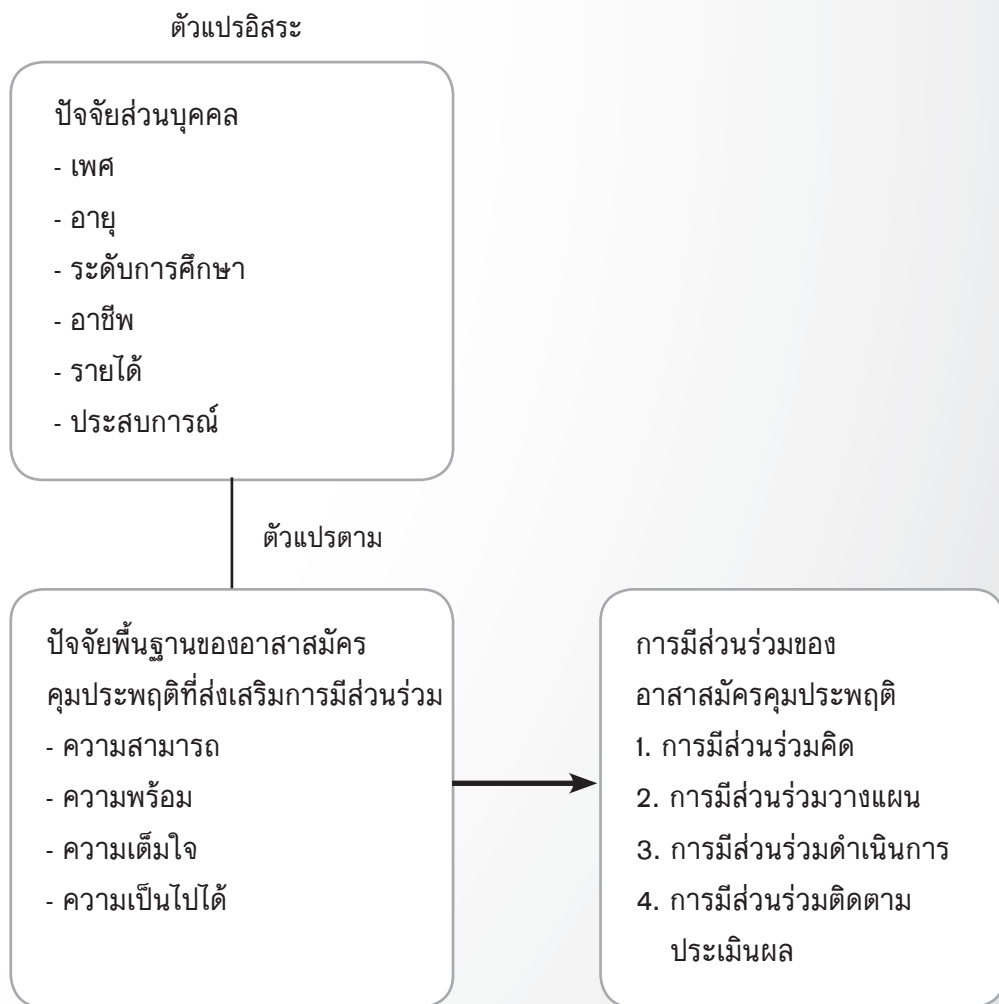 ตัวแปรอิสระ
ปัจจัยส่วนบุคคล
- เพศ
- อายุ
- ระดับการศึกษา
- อาชีพ
- รายได้
- ประสบการณ์
ตัวแปรตาม
ปัจจัยพื้นฐานของอาสาสมัคร
คุมประพฤติที่ส่งเสริมการมีส่วนร่วม
- ความสามารถ
- ความพร้อม
- ความเต็มใจ
- ความเป็นไปได้
การมีส่วนร่วมของ
อาสาสมัครคุมประพฤติ
1. การมีส่วนร่วมคิด
2. การมีส่วนร่วมวางแผน
3. การมีส่วนร่วมดำเนินการ
4. การมีส่วนร่วมติดตาม
ประเมินผล